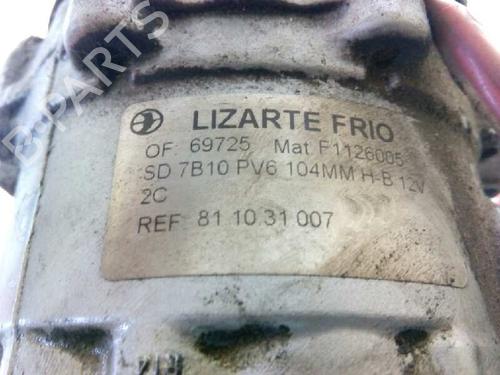 B-PARTS
LIZARTE FRIO
OF: 69725 Mat. F1126005
SD 7B10 PV6 104MM H-B 12V
2C
REF: 81 10 31 007